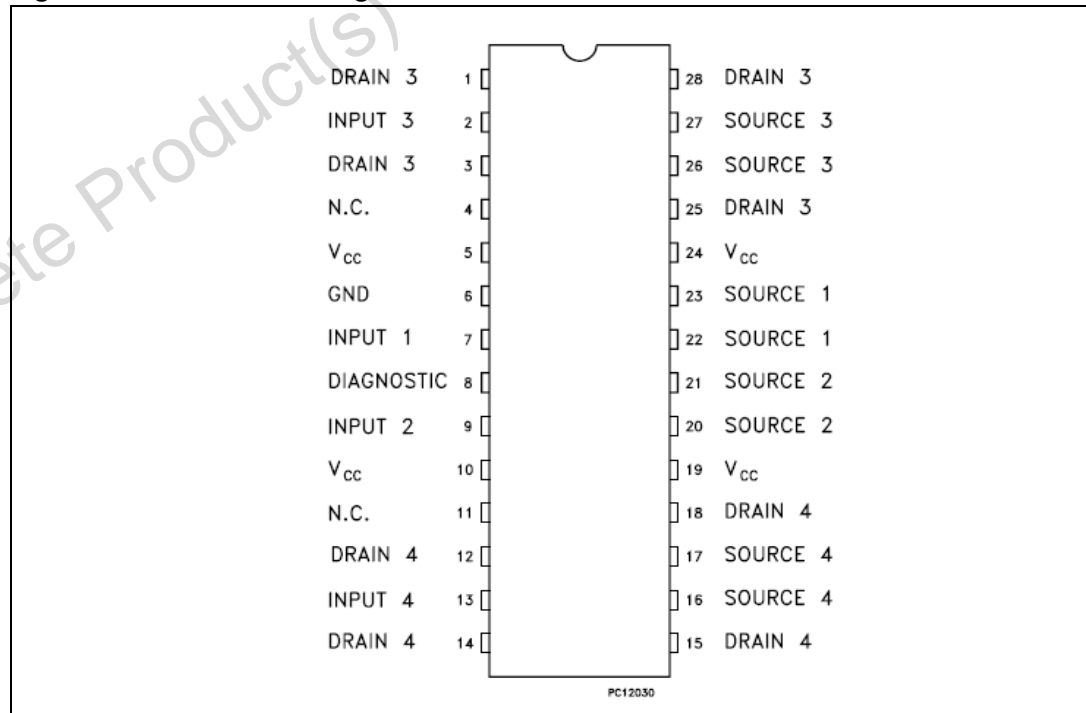 ete Product(s)
DRAIN 3 1 28 DRAIN 3
INPUT 3 2 27 SOURCE 3
DRAIN 3 3 26 SOURCE 3
N.C. 4 25 DRAIN 3
VCC 5 24 VCC
GND 6 23 SOURCE 1
INPUT 1 7 22 SOURCE 1
DIAGNOSTIC 8 21 SOURCE 2
INPUT 2 9 20 SOURCE 2
VCC 10 19 VCC
N.C. 11 18 DRAIN 4
DRAIN 4 12 17 SOURCE 4
INPUT 4 13 16 SOURCE 4
DRAIN 4 14 15 DRAIN 4
PC12030